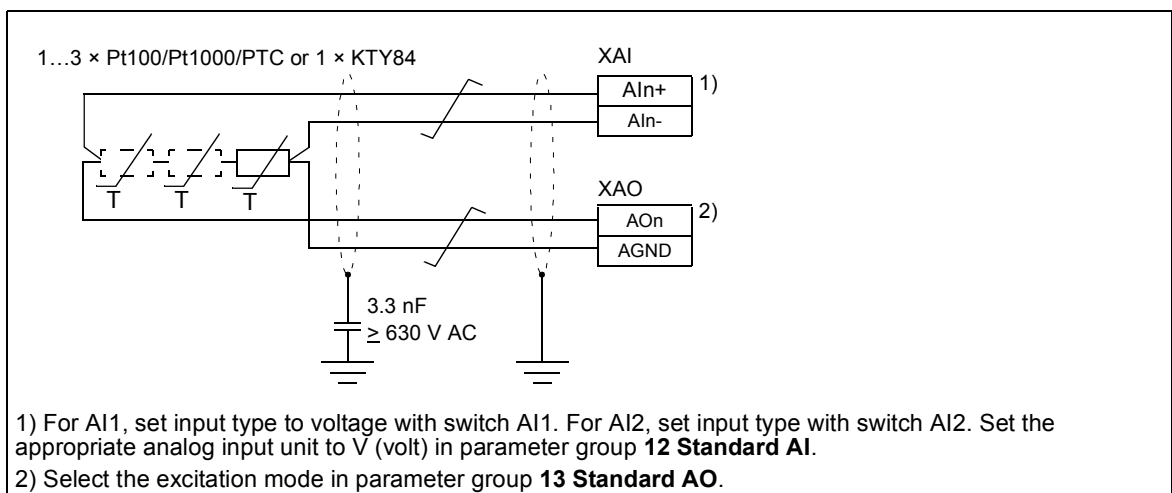 1…3 × Pt100/Pt1000/PTC or 1 × KTY84
XAI
AIn+
1)
AIn-
T
T
T
XAO
AOn
2)
AGND
3.3 nF
≥ 630 V AC
1) For AI1, set input type to voltage with switch AI1. For AI2, set input type with switch AI2. Set the
appropriate analog input unit to V (volt) in parameter group 12 Standard AI.
2) Select the excitation mode in parameter group 13 Standard AO.